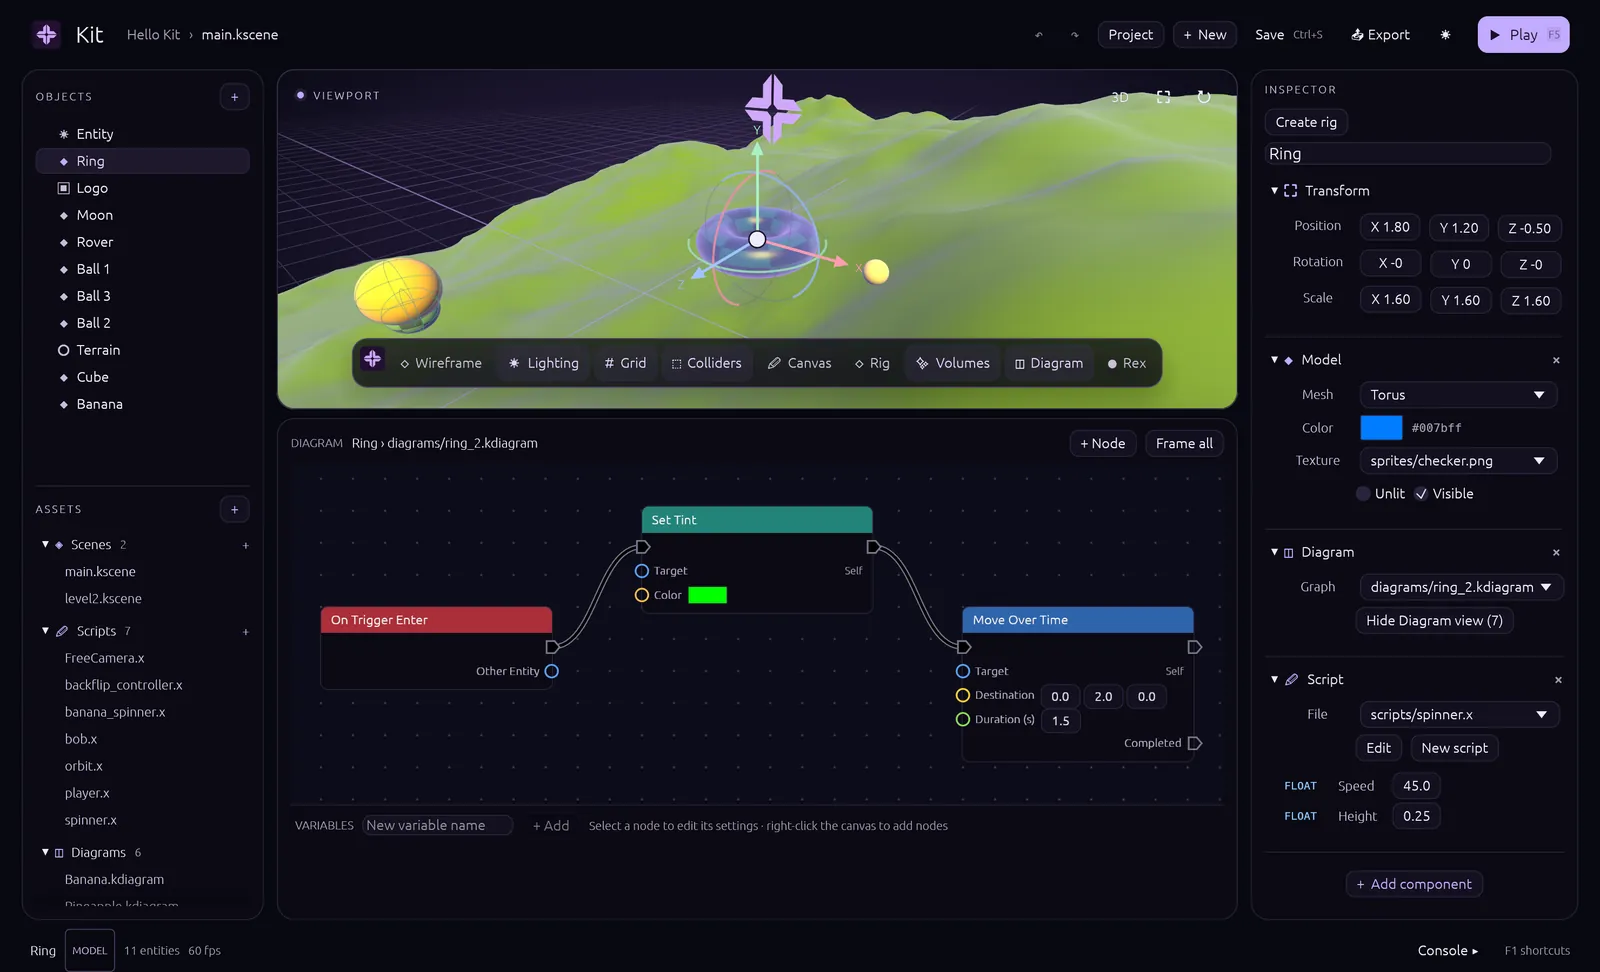 Kit
Hello Kit › main.kscene
Project
+ New
Save Ctrl+S
Export
Play F5
OBJECTS
+
Entity
Ring
Logo
Moon
Rover
Ball 1
Ball 3
Ball 2
Terrain
Cube
Banana
ASSETS
+
Scenes 2 +
main.kscene
level2.kscene
Scripts 7 +
FreeCamera.x
backflip_controller.x
banana_spinner.x
bob.x
orbit.x
player.x
spinner.x
Diagrams 6
Banana.kdiagram
Pineapple.kdiagram
VIEWPORT
3D
Y
X
Z
Wireframe
Lighting
# Grid
Colliders
Canvas
Rig
Volumes
Diagram
Rex
DIAGRAM Ring › diagrams/ring_2.kdiagram
+ Node
Frame all
On Trigger Enter
Other Entity
Set Tint
Target Self
Color
Move Over Time
Target Self
Destination 0.0 2.0 0.0
Duration (s) 1.5
Completed
VARIABLES New variable name + Add Select a node to edit its settings · right-click the canvas to add nodes
INSPECTOR
Create rig
Ring
Transform
Position X 1.80 Y 1.20 Z -0.50
Rotation X -0 Y 0 Z -0
Scale X 1.60 Y 1.60 Z 1.60
Model ×
Mesh Torus
Color #007bff
Texture sprites/checker.png
Unlit Visible
Diagram ×
Graph diagrams/ring_2.kdiagram
Hide Diagram view (7)
Script ×
File scripts/spinner.x
Edit New script
FLOAT Speed 45.0
FLOAT Height 0.25
+ Add component
Ring MODEL 11 entities 60 fps
Console ▸ F1 shortcuts